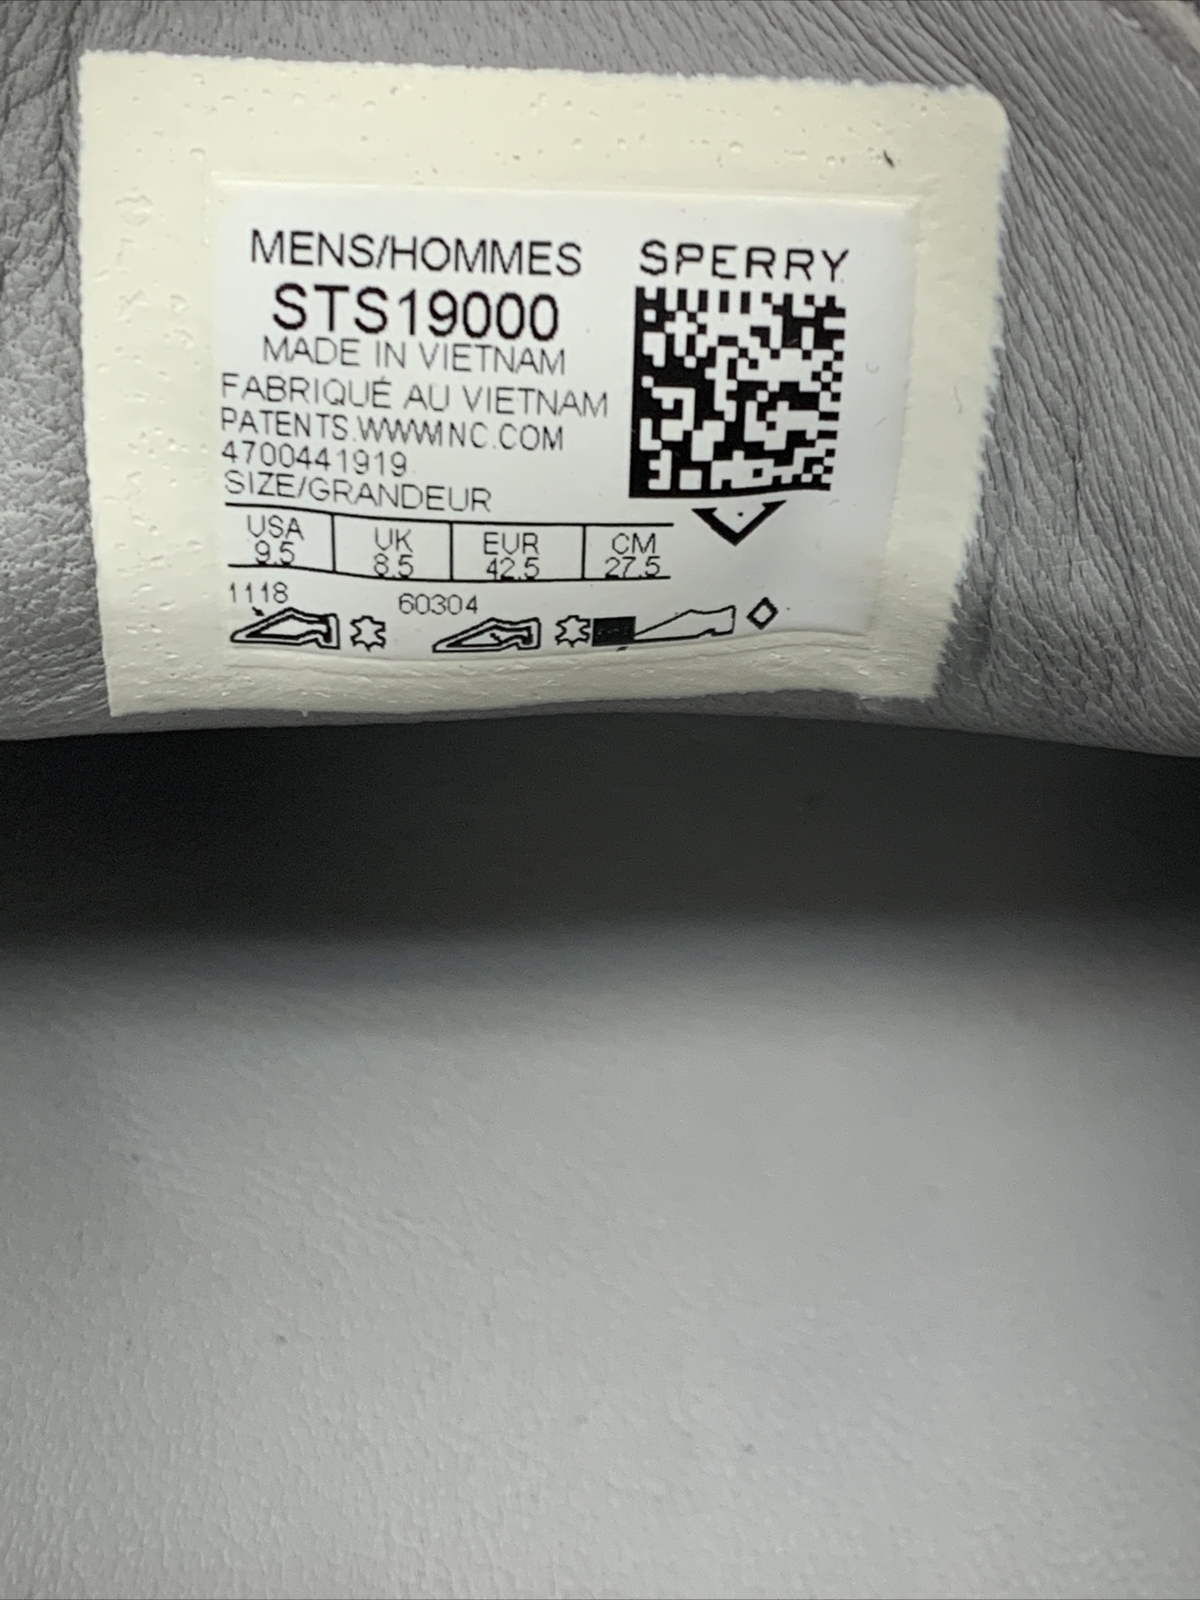 MENS/HOMMES
STS19000
MADE IN VIETNAM
FABRIQUÉ AU VIETNAM
PATENTS.WWWINC.COM
4700441919
SIZE/GRANDEUR
USA UK EUR CM
9.5 8.5 42.5 27.5
1118 60304
SPERRY